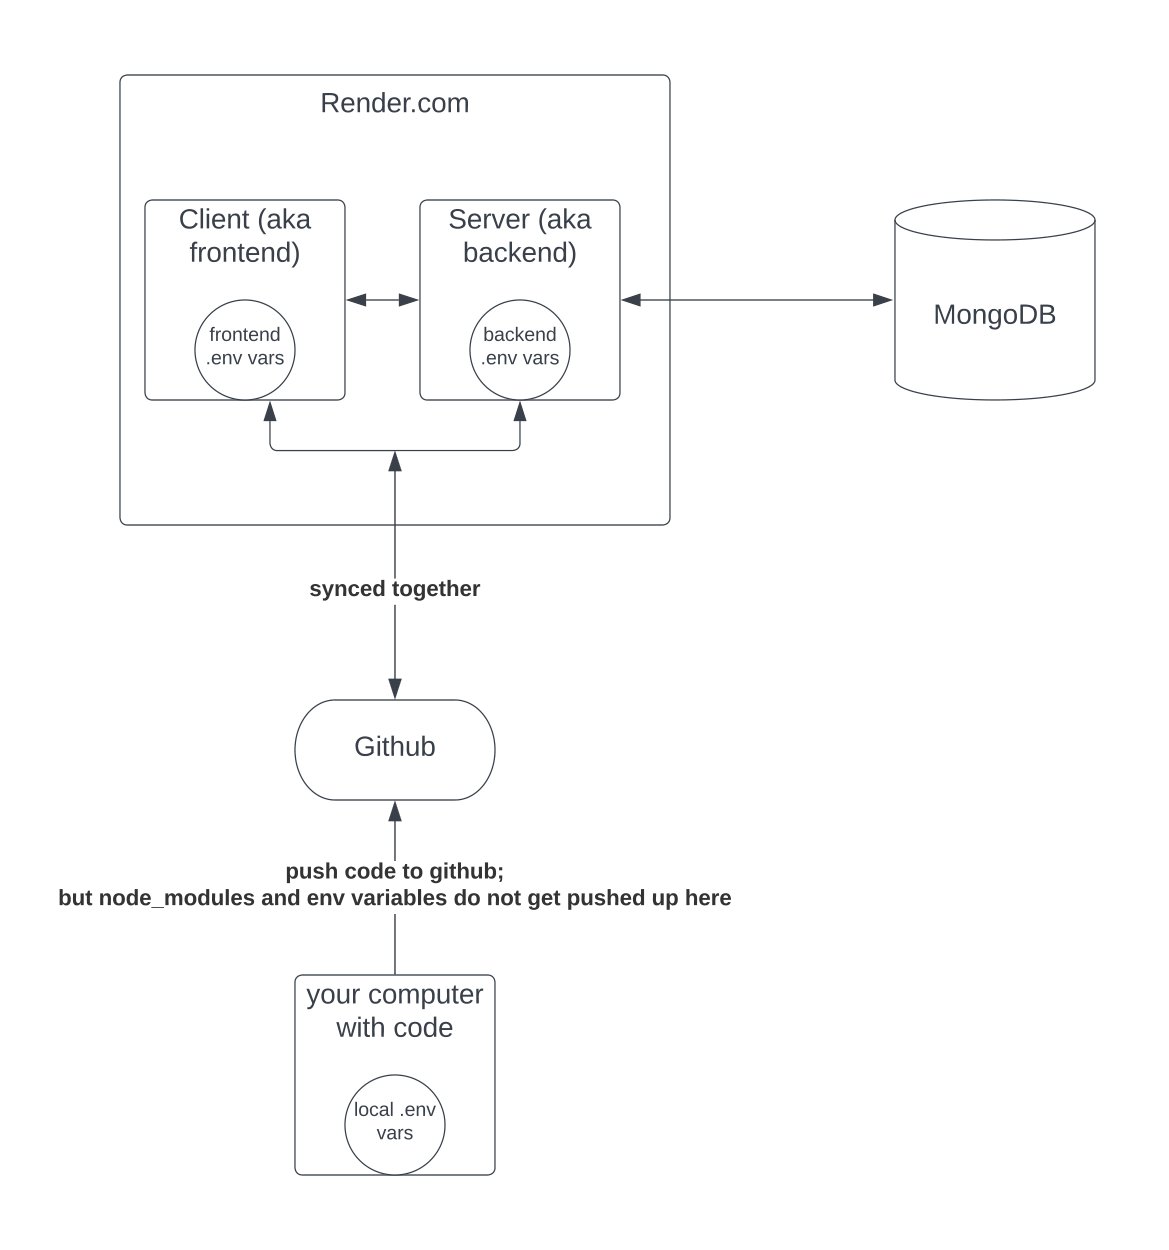 Render.com
Client (aka
frontend)
frontend
.env vars
Server (aka
backend)
backend
.env vars
MongoDB
synced together
Github
push code to github;
but node_modules and env variables do not get pushed up here
your computer
with code
local .env
vars